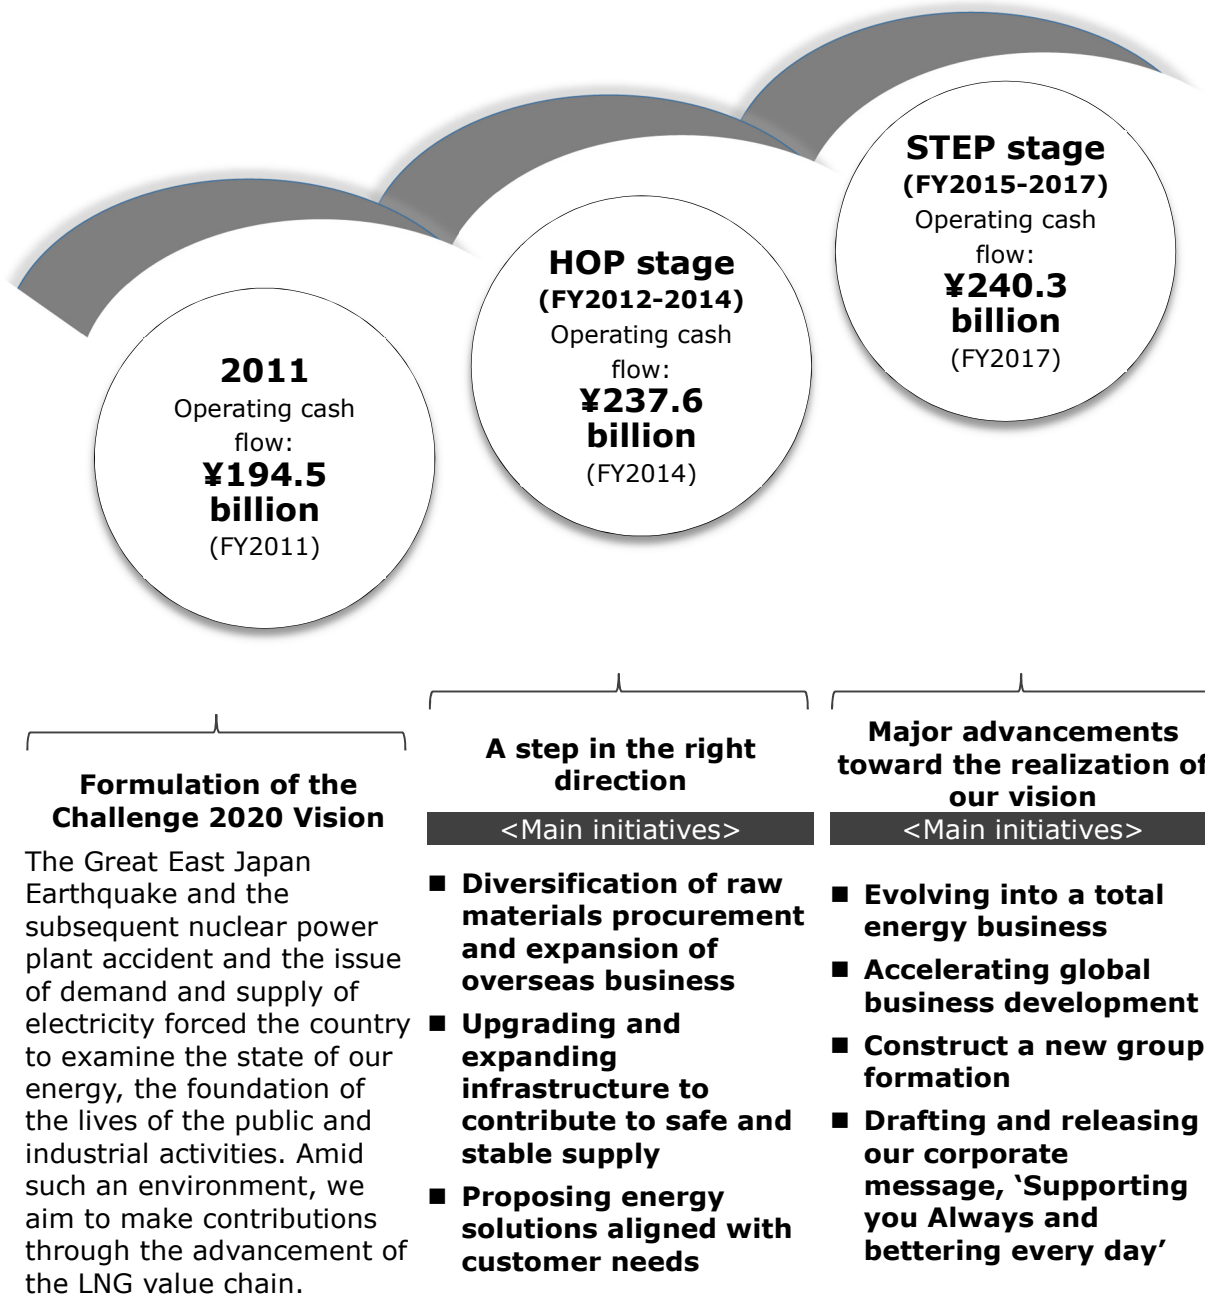 STEP stage
(FY2015-2017)
Operating cash
flow:
¥240.3
billion
(FY2017)
HOP stage
(FY2012-2014)
Operating cash
flow:
¥237.6
billion
(FY2014)
2011
Operating cash
flow:
¥194.5
billion
(FY2011)
Formulation of the
Challenge 2020 Vision
The Great East Japan
Earthquake and the
subsequent nuclear power
plant accident and the issue
of demand and supply of
electricity forced the country
to examine the state of our
energy, the foundation of
the lives of the public and
industrial activities. Amid
such an environment, we
aim to make contributions
through the advancement of
the LNG value chain.
A step in the right
direction
<Main initiatives>
■ Diversification of raw
materials procurement
and expansion of
overseas business
■ Upgrading and
expanding
infrastructure to
contribute to safe and
stable supply
■ Proposing energy
solutions aligned with
customer needs
Major advancements
toward the realization of
our vision
<Main initiatives>
■ Evolving into a total
energy business
■ Accelerating global
business development
■ Construct a new group
formation
■ Drafting and releasing
our corporate
message, ‘Supporting
you Always and
bettering every day’